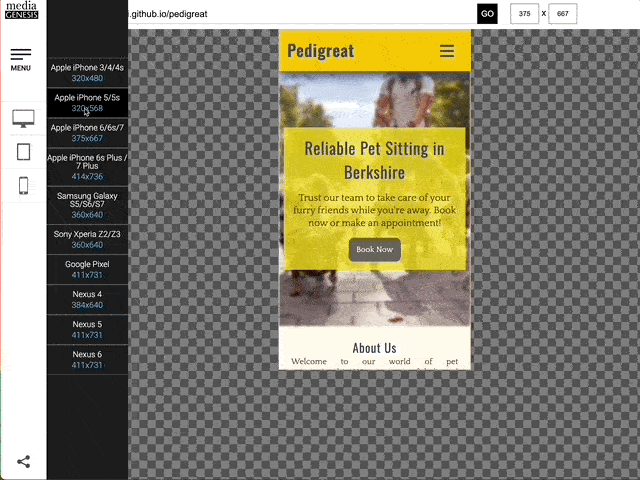 media
GENESIS
i.github.io/pedigreat
GO
375
X
667
MENU
Apple iPhone 3/4/4s
320x480
Apple iPhone 5/5s
320x568
Apple iPhone 6/6s/7
375x667
Apple iPhone 6s Plus /
7 Plus
414x736
Samsung Galaxy
S5/S6/S7
360x640
Sony Xperia Z2/Z3
360x640
Google Pixel
411x731
Nexus 4
384x640
Nexus 5
411x731
Nexus 6
411x731
Pedigreat
Reliable Pet Sitting in
Berkshire
Trust our team to take care of your
furry friends while you're away. Book
now or make an appointment!
Book Now
About Us
Welcome to our world of pet